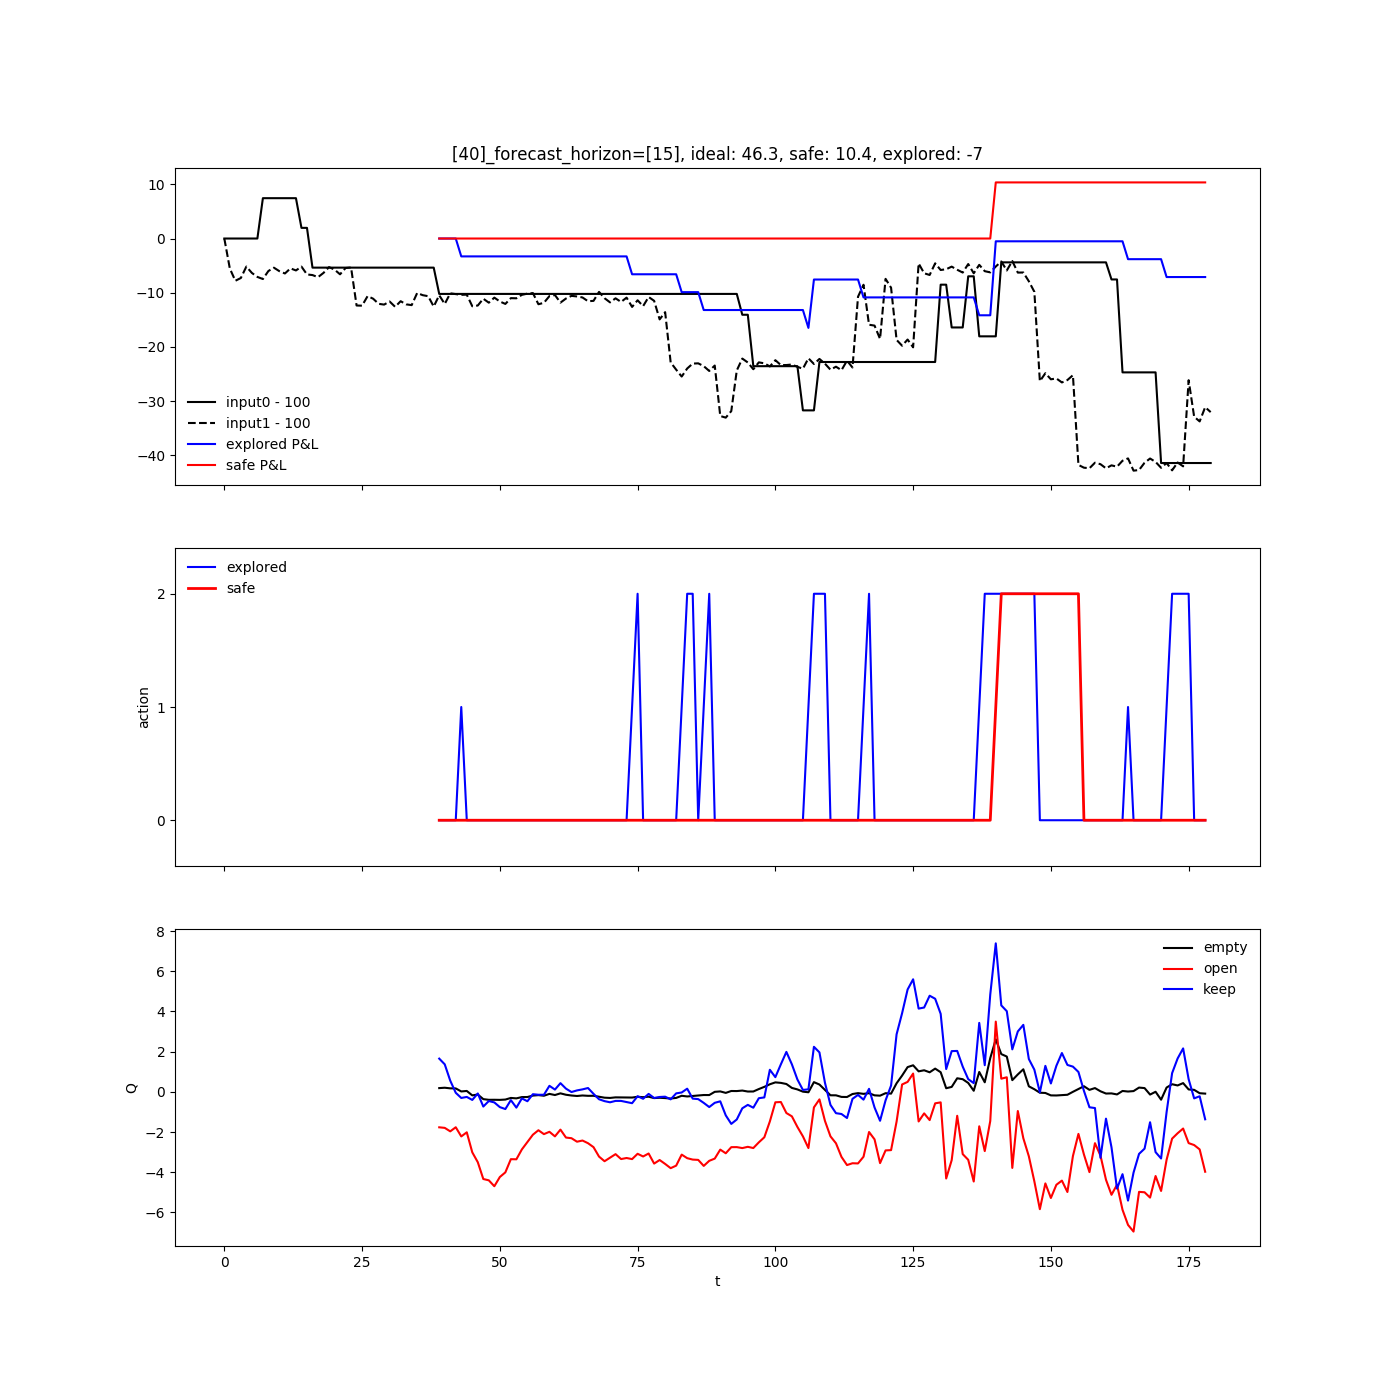 [40]_forecast_horizon=[15], ideal: 46.3, safe: 10.4, explored: -7
10
0
−10
−20
−30
−40
input0 - 100
input1 - 100
explored P&L
safe P&L
explored
safe
2
1
0
action
empty
open
keep
8
6
4
2
0
−2
−4
−6
Q
0 25 50 75 100 125 150 175
t